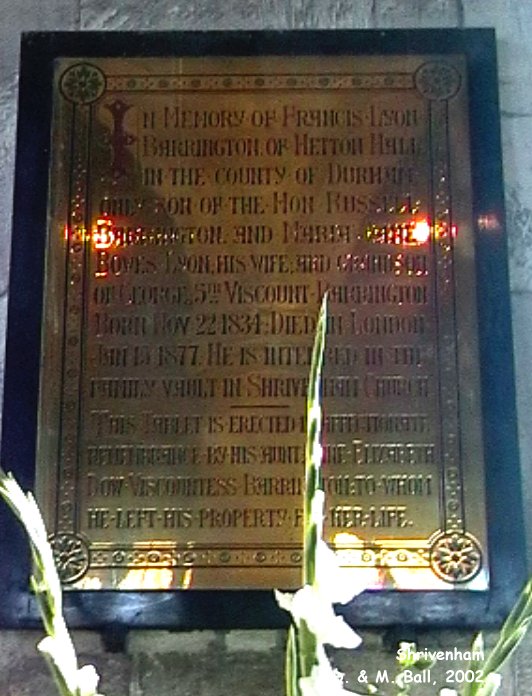 In Memory of Francis Lyon
Barrington, of Hetton Hall
in the county of Durham
only son of the Hon Russell
Barrington, and Maria
Bowes Lyon, his wife, and grandson
of George, 5th Viscount Barrington
Born Nov 22 1834: Died in London
Jan 1877. He is interred in the
family vault in Shrivenham Church
This Tablet is erected in affectionate
remembrance by his aunt, Elizabeth
Dow. Viscountess Barrington, to whom
he left his property for her life.
Shrivenham
& M. Ball, 2002